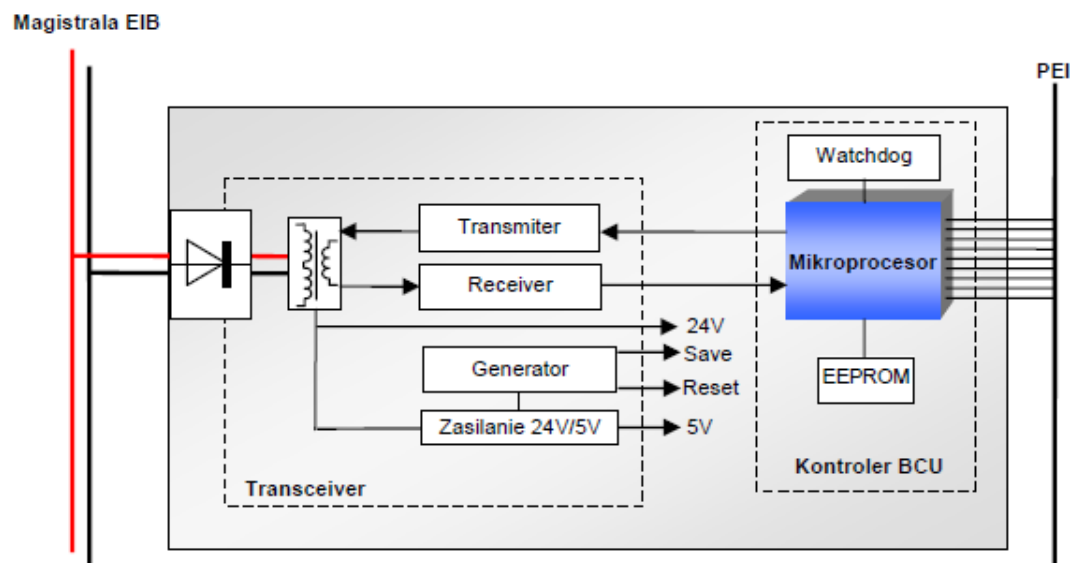 Magistrala EIB
PEI
Watchdog
Transmiter
Mikroprocesor
Receiver
24V
Save
Generator
EEPROM
Reset
Zasilanie 24V/5V
5V
Kontroler BCU
Transceiver